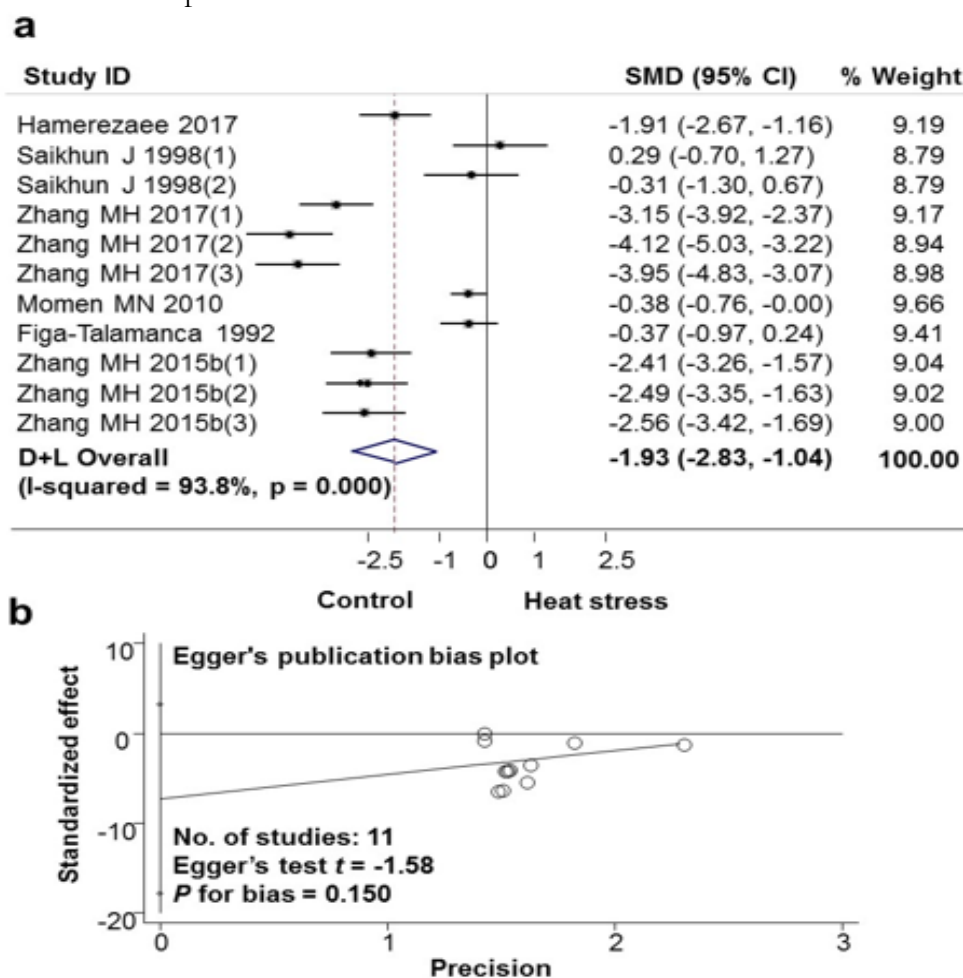 a
Study ID SMD (95% CI) % Weight
Hamerezaee 2017 -1.91 (-2.67, -1.16) 9.19
Saikhun J 1998(1) 0.29 (-0.70, 1.27) 8.79
Saikhun J 1998(2) -0.31 (-1.30, 0.67) 8.79
Zhang MH 2017(1) -3.15 (-3.92, -2.37) 9.17
Zhang MH 2017(2) -4.12 (-5.03, -3.22) 8.94
Zhang MH 2017(3) -3.95 (-4.83, -3.07) 8.98
Momen MN 2010 -0.38 (-0.76, -0.00) 9.66
Figa-Talamanca 1992 -0.37 (-0.97, 0.24) 9.41
Zhang MH 2015b(1) -2.41 (-3.26, -1.57) 9.04
Zhang MH 2015b(2) -2.49 (-3.35, -1.63) 9.02
Zhang MH 2015b(3) -2.56 (-3.42, -1.69) 9.00
D+L Overall -1.93 (-2.83, -1.04) 100.00
(I-squared = 93.8%, p = 0.000)
-2.5 -1 0 1 2.5
Control Heat stress
b
Egger's publication bias plot
Standardized effect
10
0
-10
-20
No. of studies: 11
Egger's test t = -1.58
P for bias = 0.150
0 1 2 3
Precision